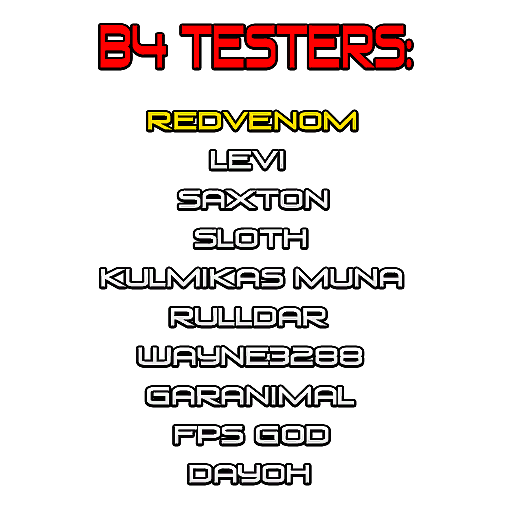 B4 TESTERS:
REDVENOM
LEVI
SAXTON
SLOTH
KULMIKAS MUNA
RULLDAR
WAYNE3288
GARANIMAL
FPS GOD
DAYOH